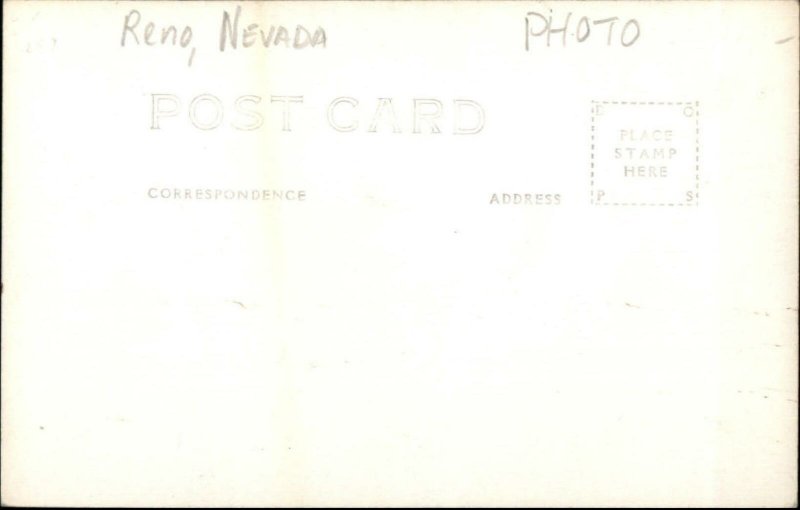 Reno, NEVADA PHOTO
POST CARD
E C
PLACE
STAMP
HERE
P S
CORRESPONDENCE ADDRESS